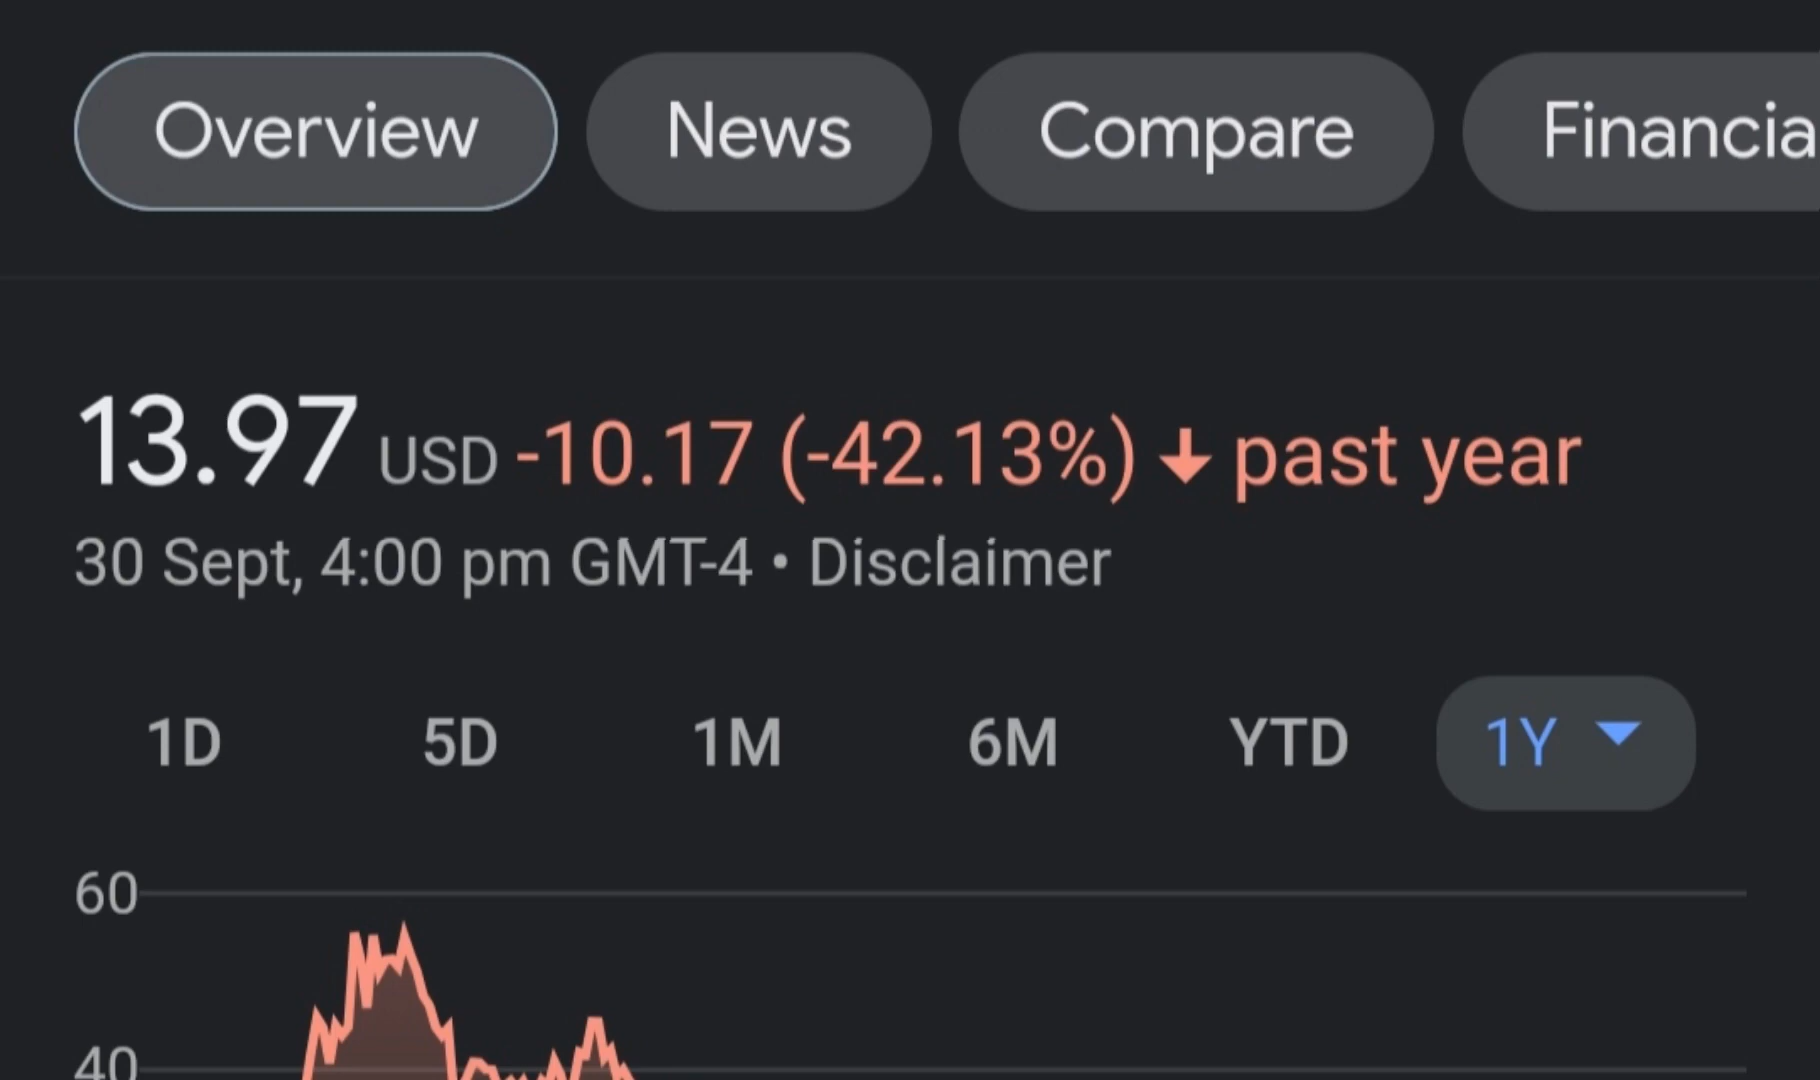 Overview News Compare Financia
13.97 USD -10.17 (-42.13%) ↓ past year
30 Sept, 4:00 pm GMT-4 • Disclaimer
1D 5D 1M 6M YTD 1Y
60
40